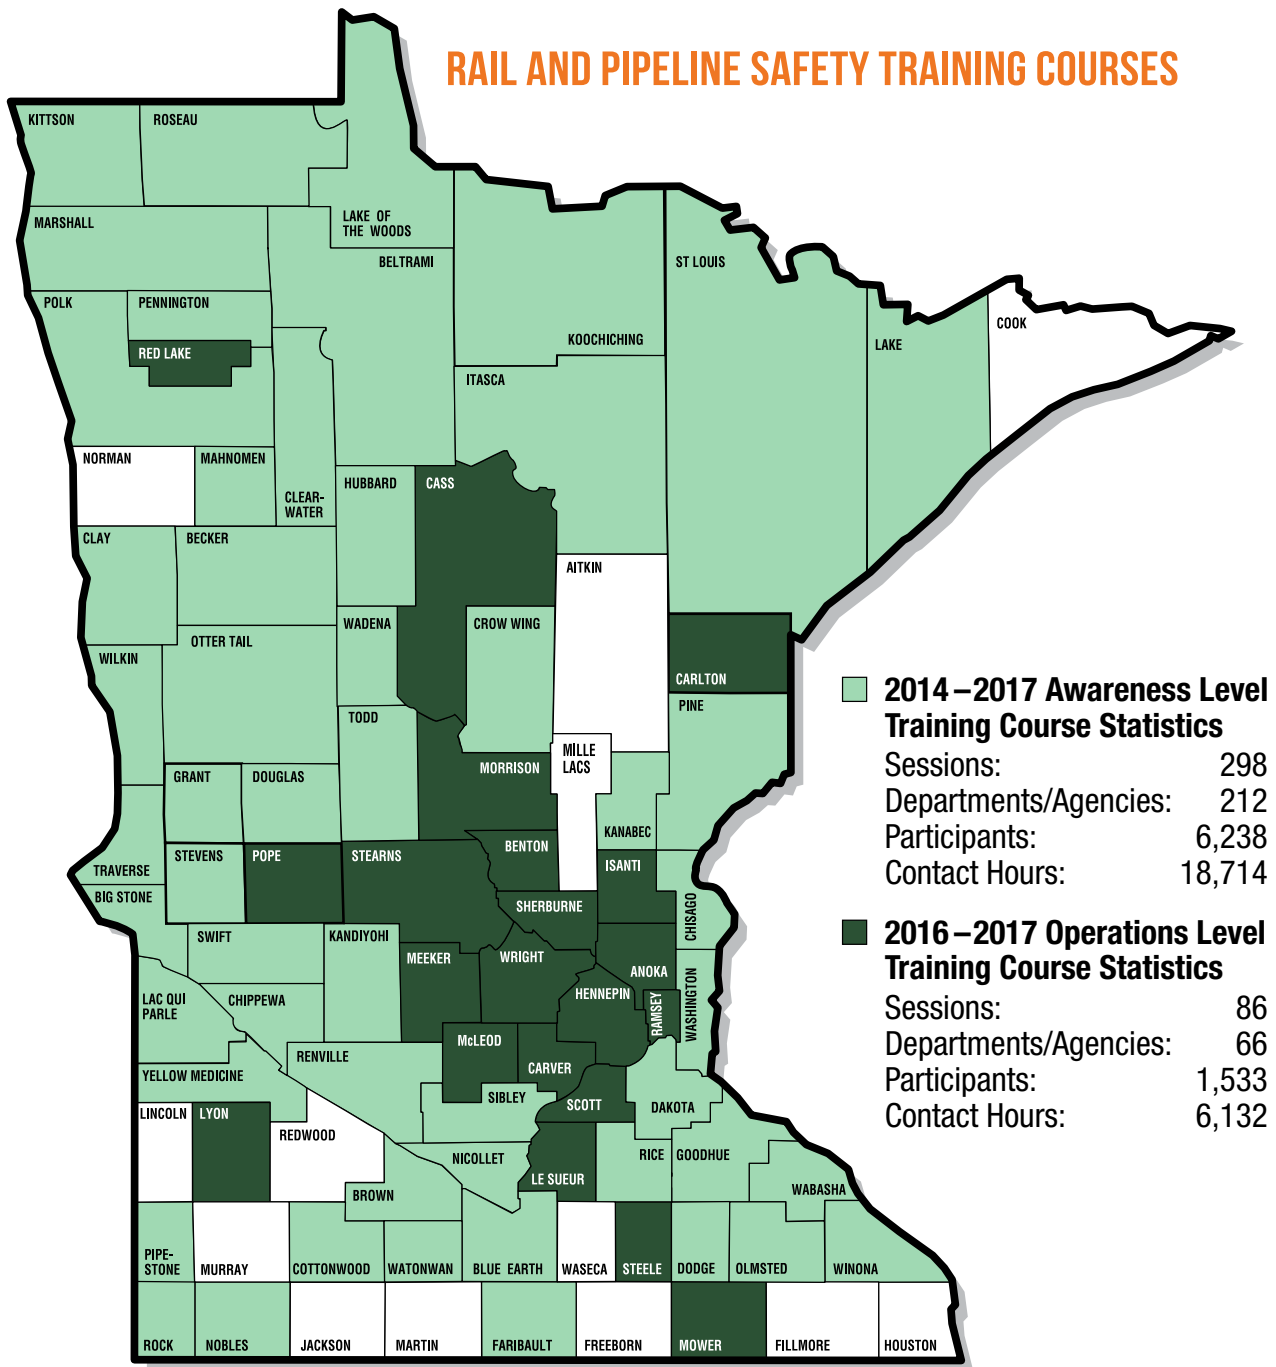 RAIL AND PIPELINE SAFETY TRAINING COURSES
KITTSON
ROSEAU
LAKE OF
THE WOODS
MARSHALL
BELTRAMI
ST LOUIS
POLK
PENNINGTON
KOOCHICHING
COOK
RED LAKE
LAKE
ITASCA
NORMAN
MAHNOMEN
CLEAR-
WATER
HUBBARD
CASS
CLAY
BECKER
AITKIN
WADENA
CROW WING
OTTER TAIL
WILKIN
CARLTON
PINE
TODD
MILLE
LACS
GRANT
DOUGLAS
MORRISON
KANABEC
BENTON
STEVENS
POPE
STEARNS
ISANTI
TRAVERSE
BIG STONE
SHERBURNE
CHISAGO
SWIFT
KANDIYOHI
MEEKER
WRIGHT
ANOKA
LAC QUI
PARLE
CHIPPEWA
HENNEPIN
RAMSEY
WASHINGTON
McLEOD
RENVILLE
CARVER
YELLOW MEDICINE
SIBLEY
SCOTT
DAKOTA
LINCOLN
LYON
REDWOOD
NICOLLET
RICE
GOODHUE
LE SUEUR
WABASHA
BROWN
PIPE-
STONE
MURRAY
COTTONWOOD
WATONWAN
BLUE EARTH
WASECA
STEELE
DODGE
OLMSTED
WINONA
ROCK
NOBLES
JACKSON
MARTIN
FARIBAULT
FREEBORN
MOWER
FILLMORE
HOUSTON
2014–2017 Awareness Level
Training Course Statistics
Sessions: 298
Departments/Agencies: 212
Participants: 6,238
Contact Hours: 18,714
2016–2017 Operations Level
Training Course Statistics
Sessions: 86
Departments/Agencies: 66
Participants: 1,533
Contact Hours: 6,132